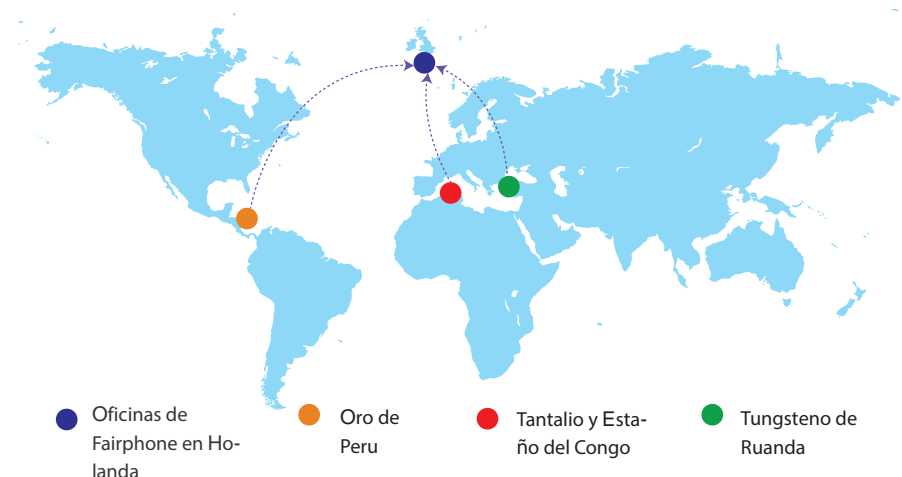 Oficinas de
Fairphone en Ho-
landa
Oro de
Peru
Tantalio y Esta-
ño del Congo
Tungsteno de
Ruanda